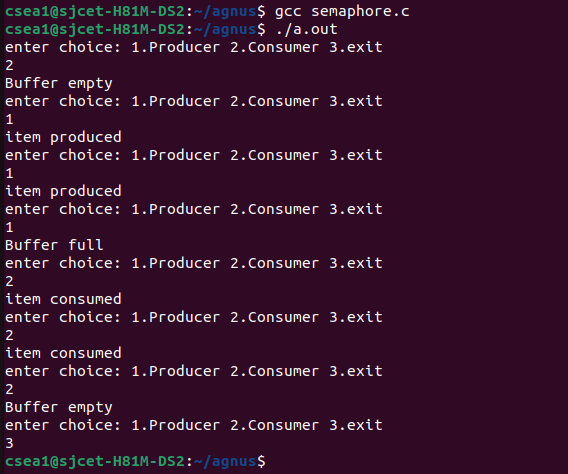 csea1@sjcet-H81M-DS2:~/agnus$ gcc semaphore.c
csea1@sjcet-H81M-DS2:~/agnus$ ./a.out
enter choice: 1.Producer 2.Consumer 3.exit
2
Buffer empty
enter choice: 1.Producer 2.Consumer 3.exit
1
item produced
enter choice: 1.Producer 2.Consumer 3.exit
1
item produced
enter choice: 1.Producer 2.Consumer 3.exit
1
Buffer full
enter choice: 1.Producer 2.Consumer 3.exit
2
item consumed
enter choice: 1.Producer 2.Consumer 3.exit
2
item consumed
enter choice: 1.Producer 2.Consumer 3.exit
2
Buffer empty
enter choice: 1.Producer 2.Consumer 3.exit
3
csea1@sjcet-H81M-DS2:~/agnus$